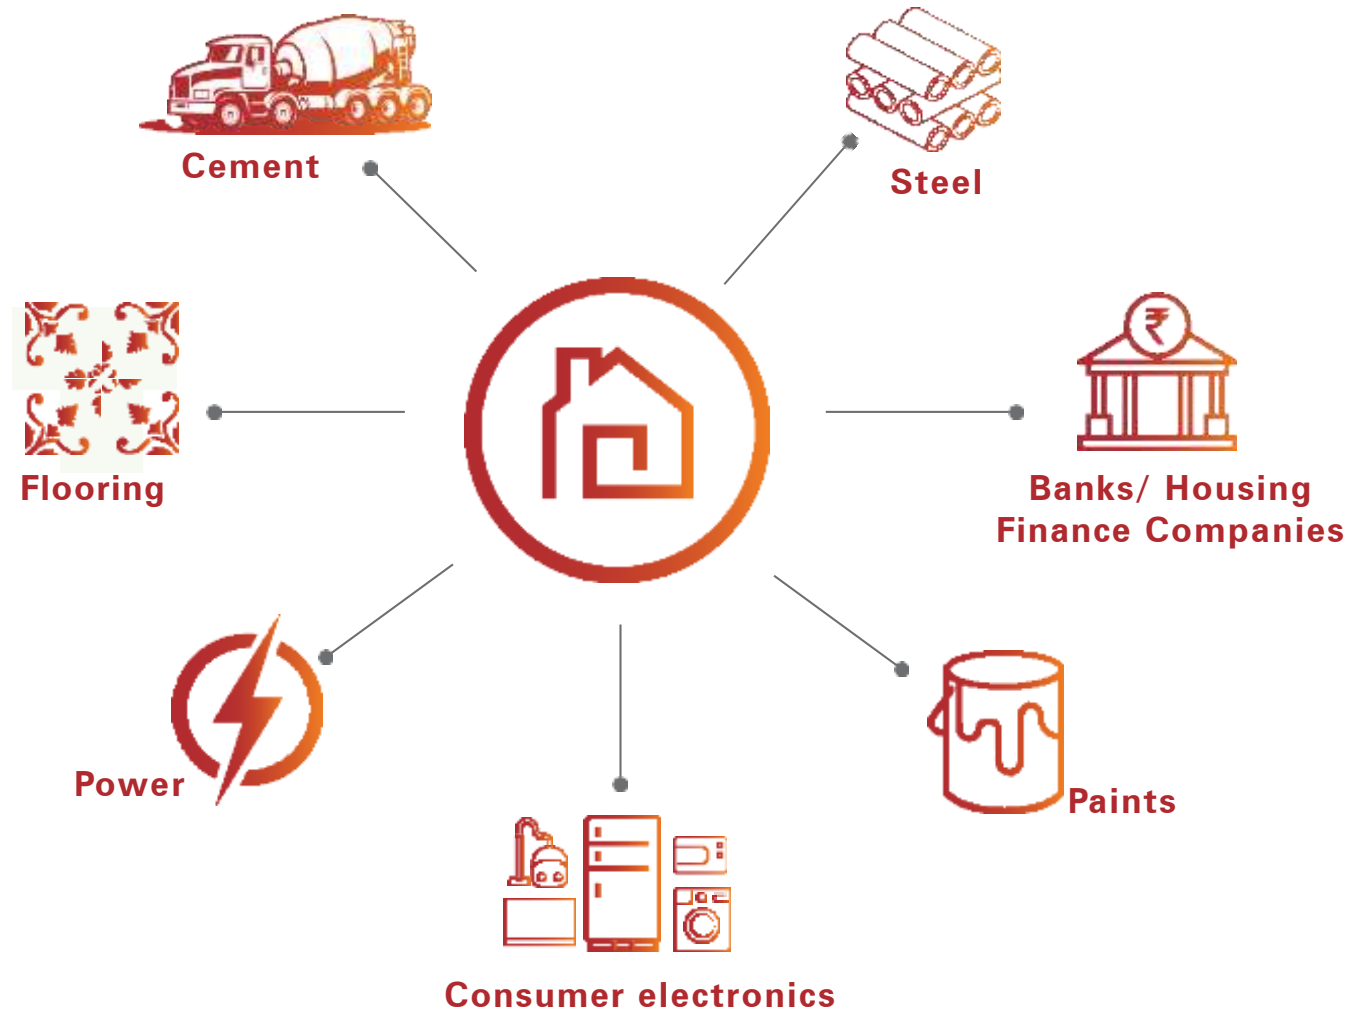 Cement
Steel
Flooring
₹
Banks/ Housing
Finance Companies
Power
Paints
Consumer electronics